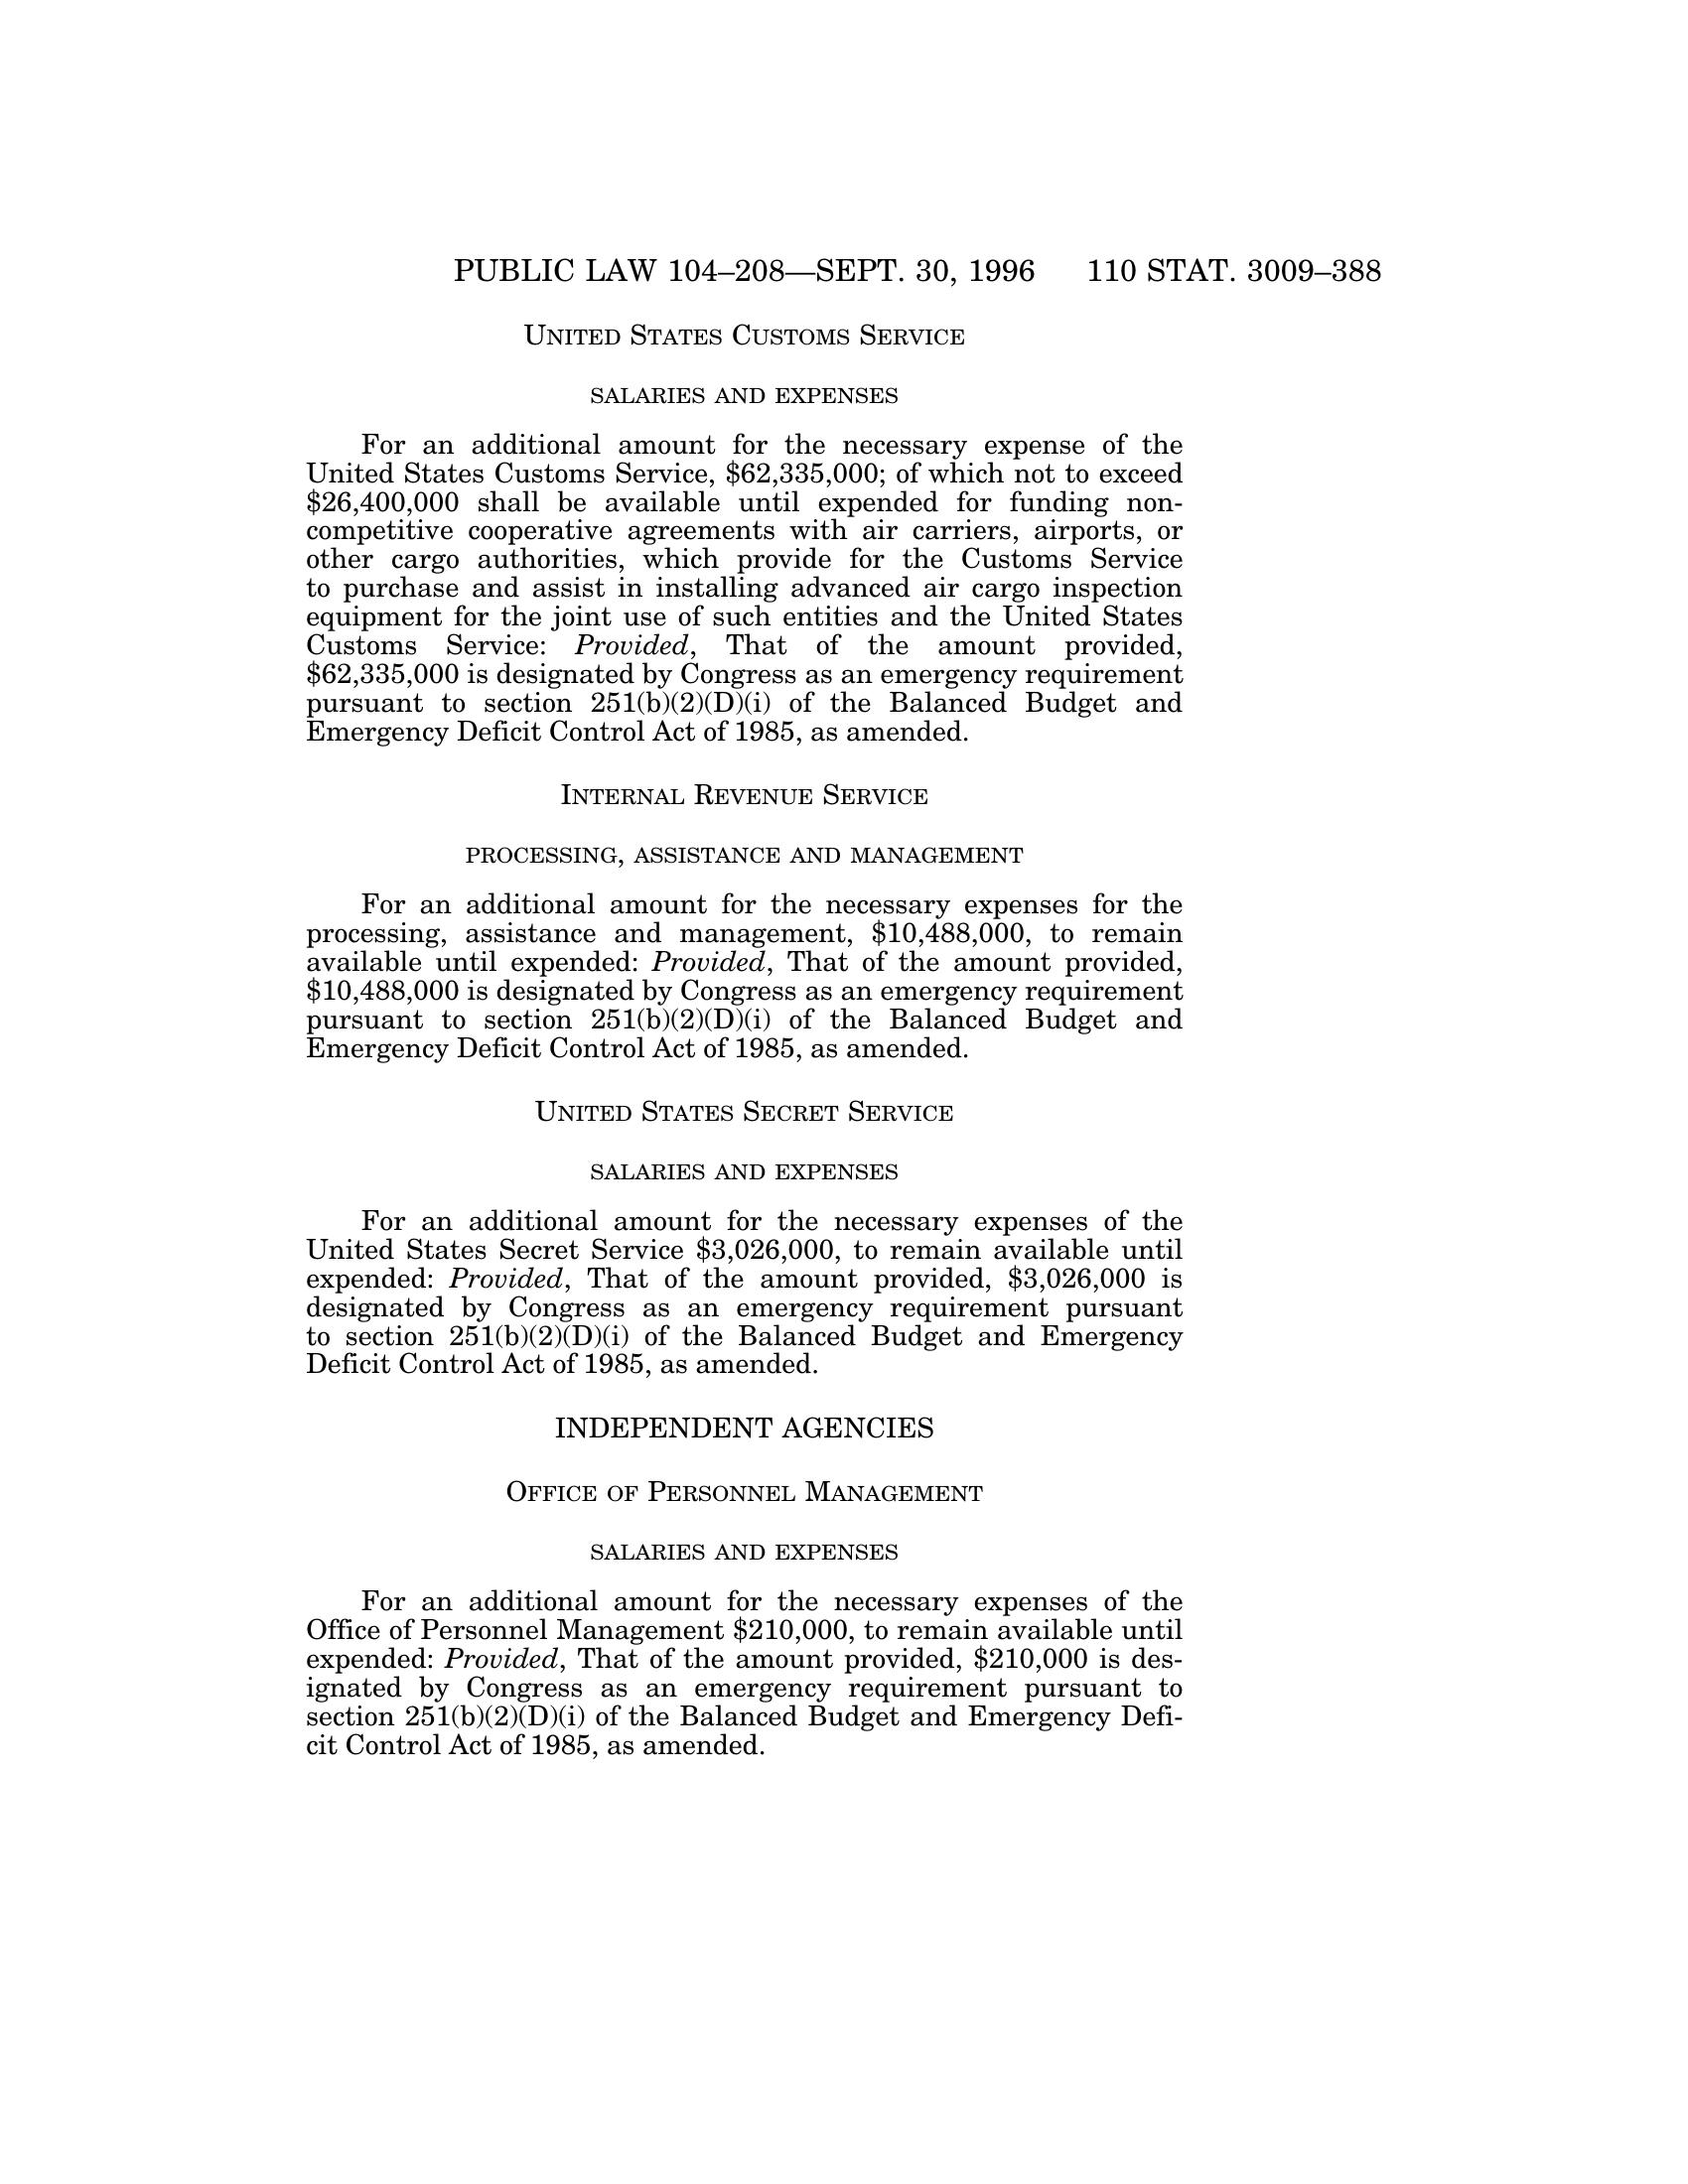 PUBLIC LAW 104–208—SEPT. 30, 1996 110 STAT. 3009–388
UNITED STATES CUSTOMS SERVICE
SALARIES AND EXPENSES
For an additional amount for the necessary expense of the
United States Customs Service, $62,335,000; of which not to exceed
$26,400,000 shall be available until expended for funding non-
competitive cooperative agreements with air carriers, airports, or
other cargo authorities, which provide for the Customs Service
to purchase and assist in installing advanced air cargo inspection
equipment for the joint use of such entities and the United States
Customs Service: Provided, That of the amount provided,
$62,335,000 is designated by Congress as an emergency requirement
pursuant to section 251(b)(2)(D)(i) of the Balanced Budget and
Emergency Deficit Control Act of 1985, as amended.
INTERNAL REVENUE SERVICE
PROCESSING, ASSISTANCE AND MANAGEMENT
For an additional amount for the necessary expenses for the
processing, assistance and management, $10,488,000, to remain
available until expended: Provided, That of the amount provided,
$10,488,000 is designated by Congress as an emergency requirement
pursuant to section 251(b)(2)(D)(i) of the Balanced Budget and
Emergency Deficit Control Act of 1985, as amended.
UNITED STATES SECRET SERVICE
SALARIES AND EXPENSES
For an additional amount for the necessary expenses of the
United States Secret Service $3,026,000, to remain available until
expended: Provided, That of the amount provided, $3,026,000 is
designated by Congress as an emergency requirement pursuant
to section 251(b)(2)(D)(i) of the Balanced Budget and Emergency
Deficit Control Act of 1985, as amended.
INDEPENDENT AGENCIES
OFFICE OF PERSONNEL MANAGEMENT
SALARIES AND EXPENSES
For an additional amount for the necessary expenses of the
Office of Personnel Management $210,000, to remain available until
expended: Provided, That of the amount provided, $210,000 is des-
ignated by Congress as an emergency requirement pursuant to
section 251(b)(2)(D)(i) of the Balanced Budget and Emergency Defi-
cit Control Act of 1985, as amended.